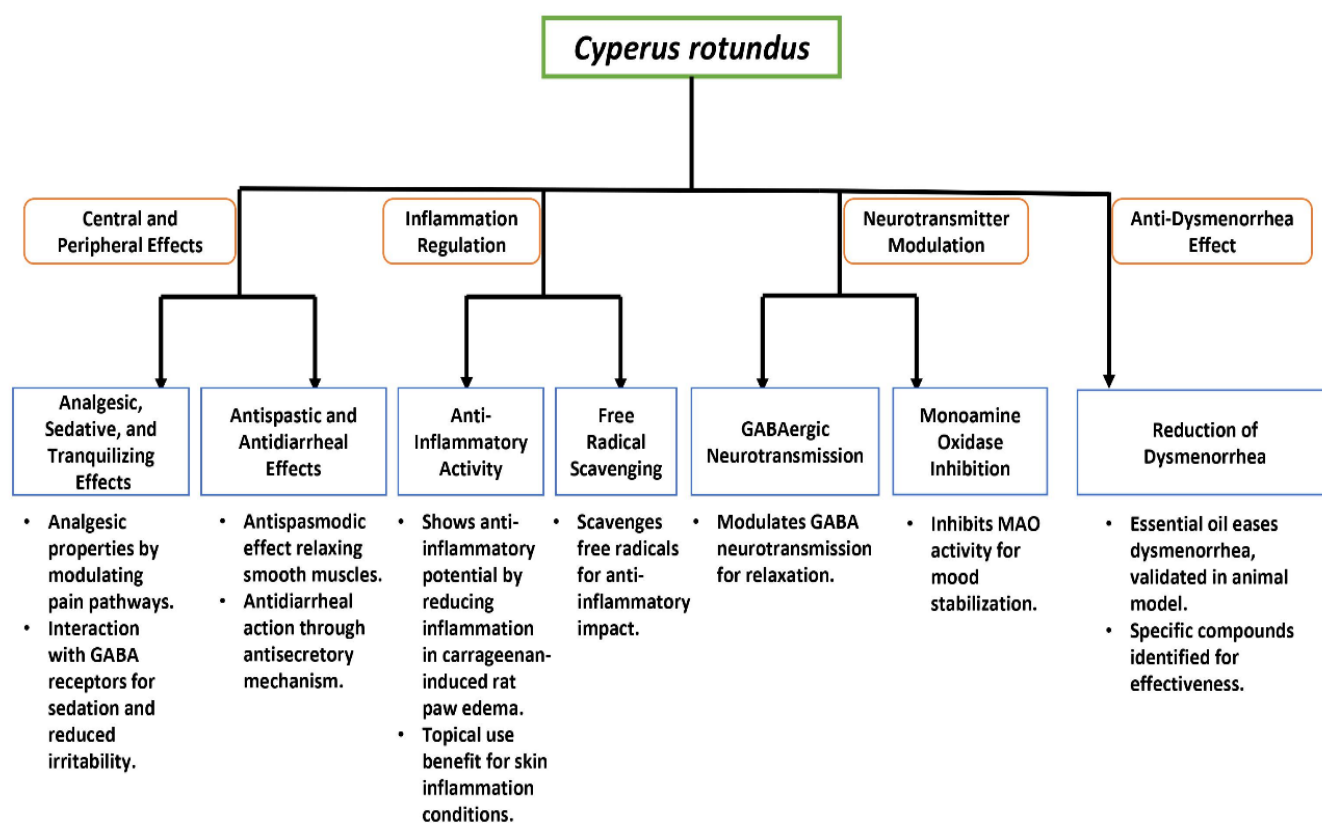 Cyperus rotundus
Central and
Peripheral Effects
Inflammation
Regulation
Neurotransmitter
Modulation
Anti-Dysmenorrhea
Effect
Analgesic,
Sedative, and
Tranquilizing
Effects
Antispastic and
Antidiarrheal
Effects
Anti-
Inflammatory
Activity
Free
Radical
Scavenging
GABAergic
Neurotransmission
Monoamine
Oxidase
Inhibition
Reduction of
Dysmenorrhea
• Analgesic
properties by
modulating
pain pathways.
• Interaction
with GABA
receptors for
sedation and
reduced
irritability.
• Antispasmodic
effect relaxing
smooth muscles.
• Antidiarrheal
action through
antisecretory
mechanism.
• Shows anti-
inflammatory
potential by
reducing
inflammation
in carrageenan-
induced rat
paw edema.
• Topical use
benefit for skin
inflammation
conditions.
• Scavenges
free radicals
for anti-
inflammatory
impact.
• Modulates GABA
neurotransmission
for relaxation.
• Inhibits MAO
activity for
mood
stabilization.
• Essential oil eases
dysmenorrhea,
validated in animal
model.
• Specific compounds
identified for
effectiveness.